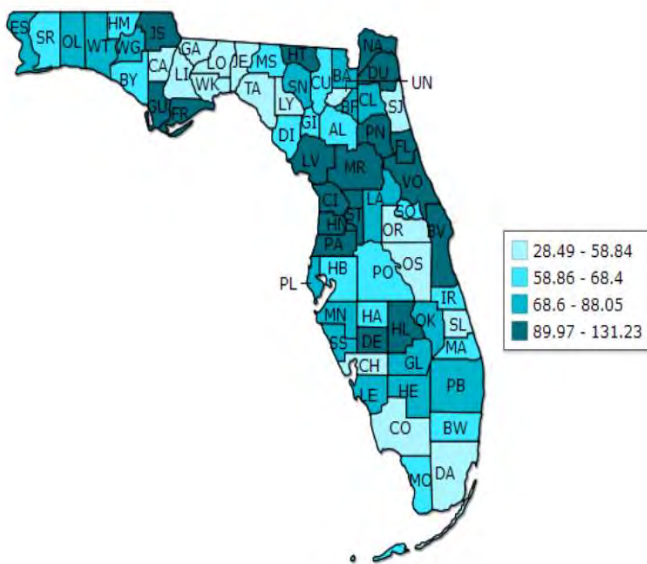 ES
SR
OL
WT
HM
WG
BY
JS
CA
GU
FR
GA
LI
LO
WK
JE
TA
MS
LY
HT
SN
CU
DI
GI
AL
BA
UN
BF
CL
NA
DU
SJ
PN
FL
LV
MR
VO
CI
ST
LA
SO
HN
OR
BV
PA
OS
HB
PO
PL
IR
MN
HA
HL
OK
SL
SS
DE
MA
CH
GL
LE
HE
PB
CO
BW
MO
DA
28.49 - 58.84
58.86 - 68.4
68.6 - 88.05
89.97 - 131.23